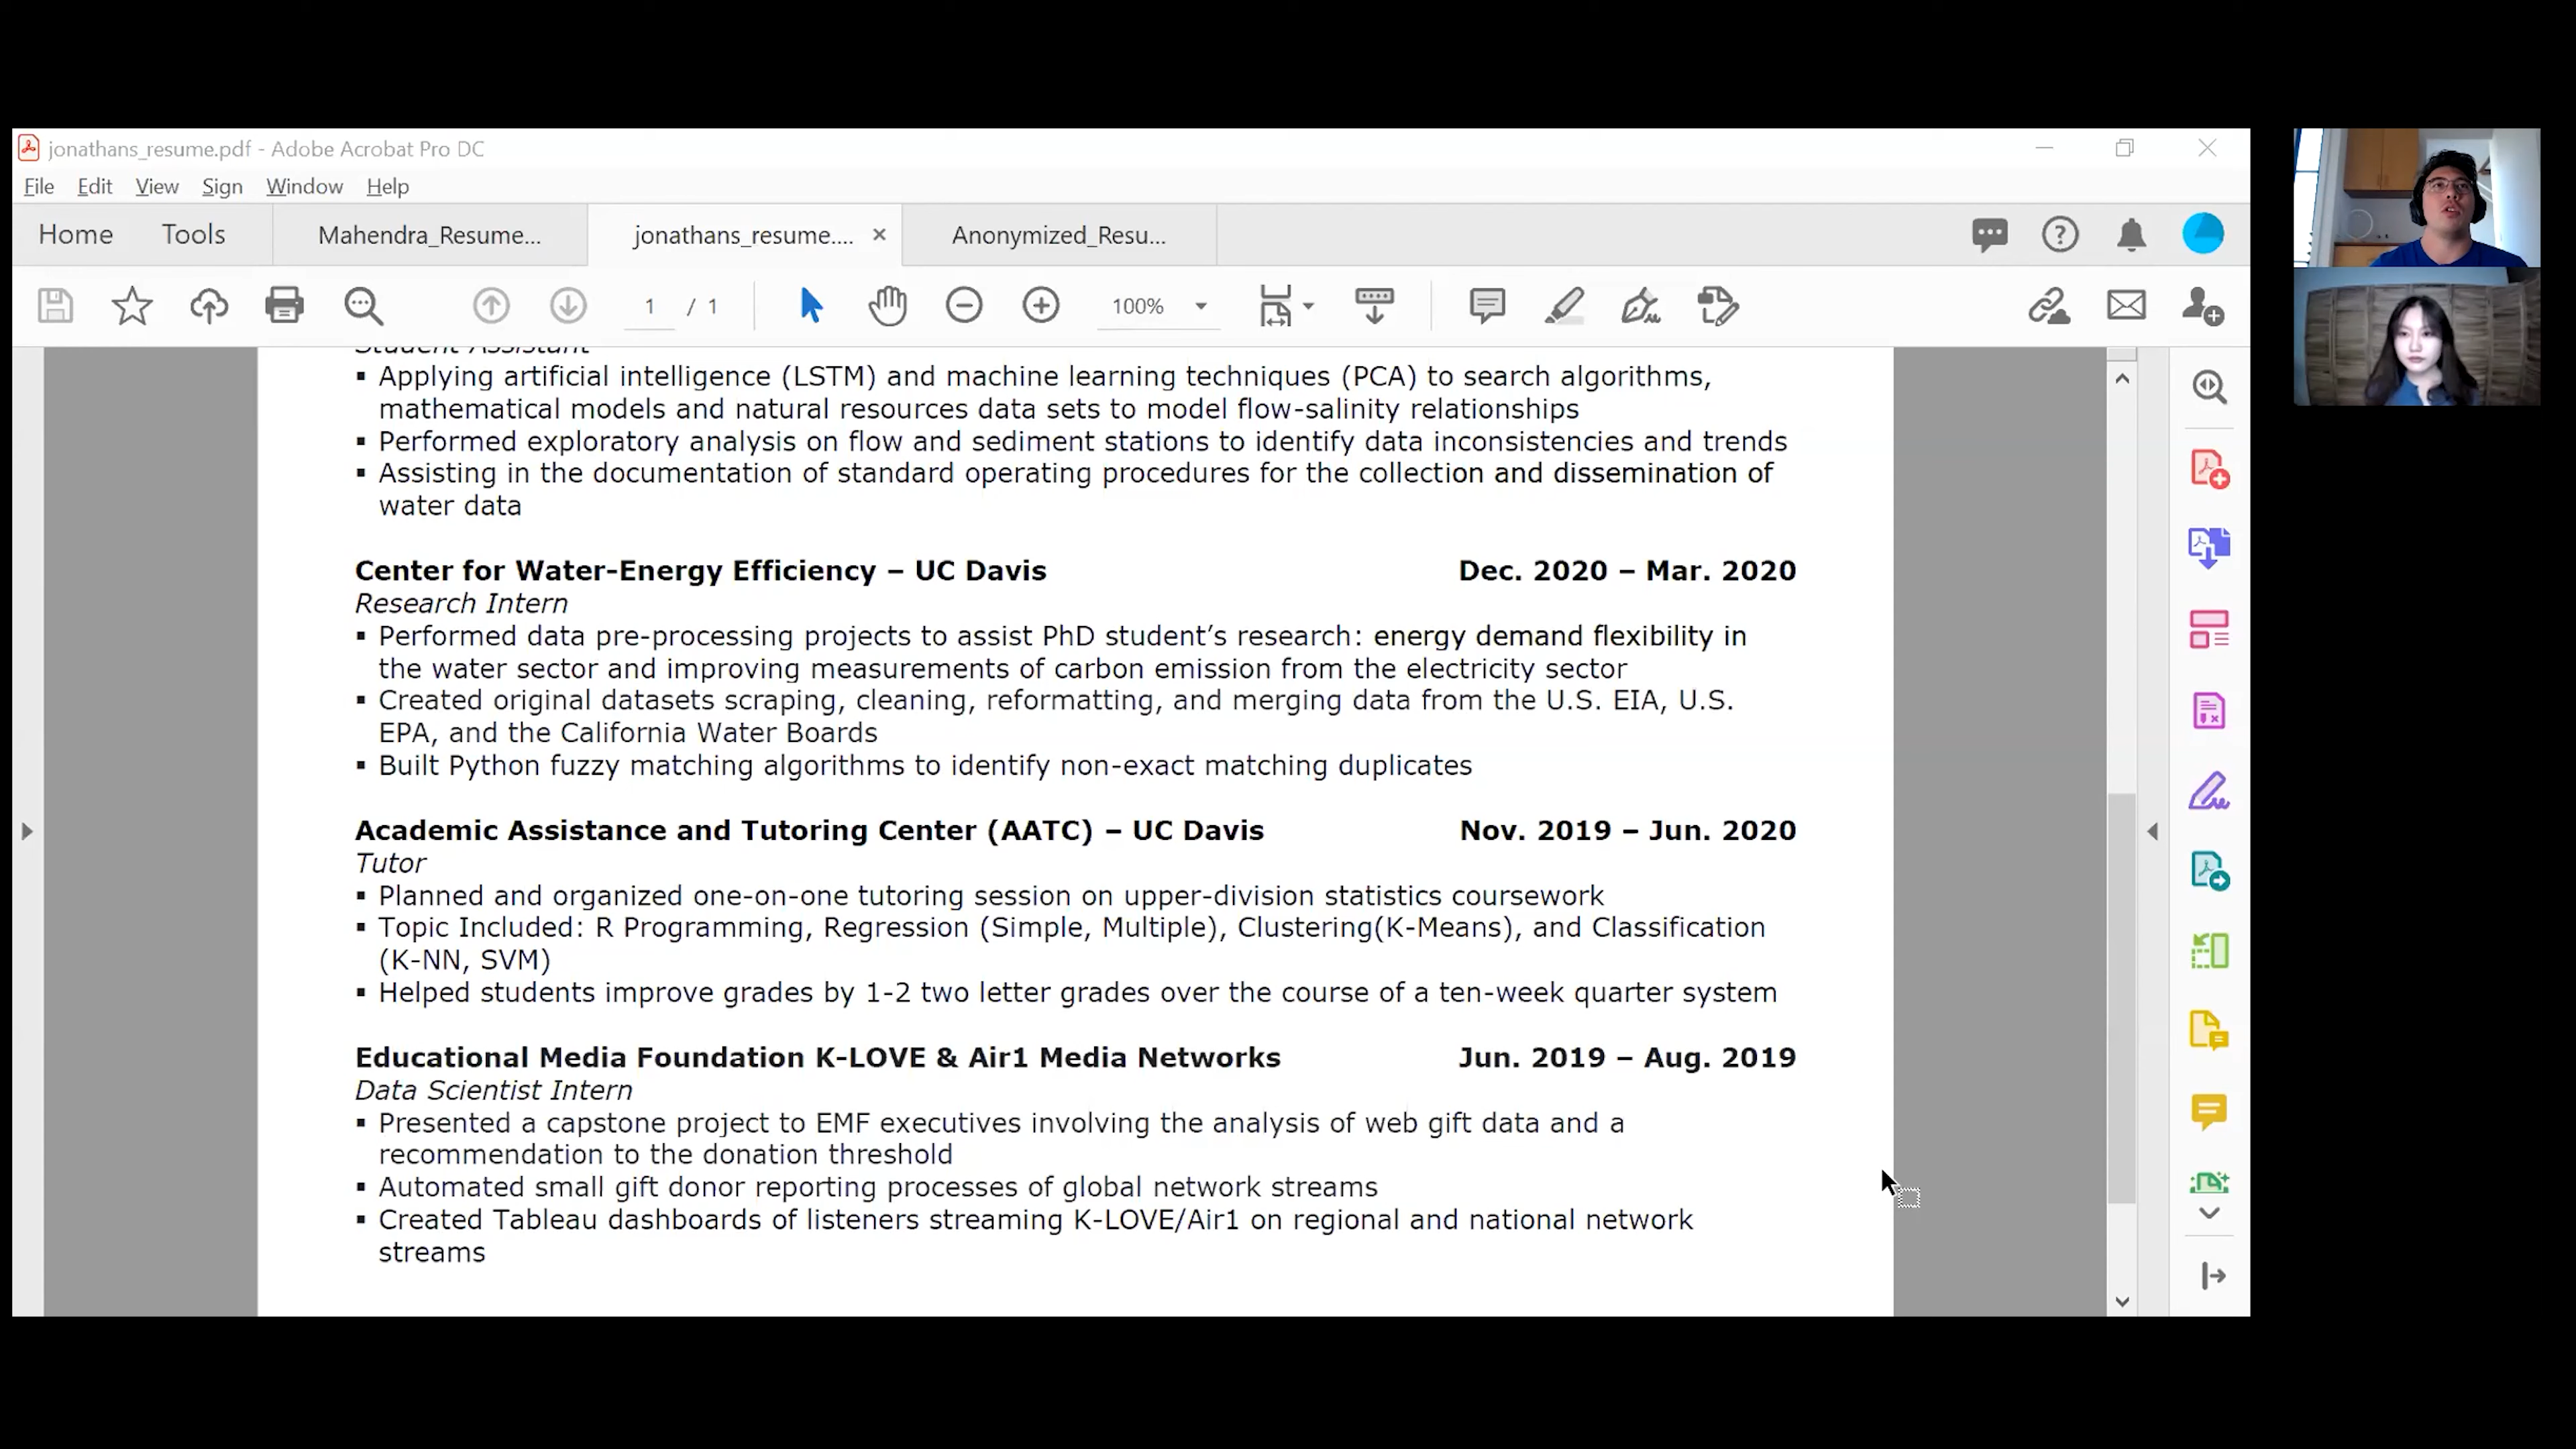 jonathans_resume.pdf - Adobe Acrobat Pro DC
File Edit View Sign Window Help
Home Tools Mahendra_Resume... jonathans_resume.... Anonymized_Resu...
1 / 1 100%
Student Assistant
▪ Applying artificial intelligence (LSTM) and machine learning techniques (PCA) to search algorithms,
mathematical models and natural resources data sets to model flow-salinity relationships
▪ Performed exploratory analysis on flow and sediment stations to identify data inconsistencies and trends
▪ Assisting in the documentation of standard operating procedures for the collection and dissemination of
water data
Center for Water-Energy Efficiency – UC Davis Dec. 2020 – Mar. 2020
Research Intern
▪ Performed data pre-processing projects to assist PhD student’s research: energy demand flexibility in
the water sector and improving measurements of carbon emission from the electricity sector
▪ Created original datasets scraping, cleaning, reformatting, and merging data from the U.S. EIA, U.S.
EPA, and the California Water Boards
▪ Built Python fuzzy matching algorithms to identify non-exact matching duplicates
Academic Assistance and Tutoring Center (AATC) – UC Davis Nov. 2019 – Jun. 2020
Tutor
▪ Planned and organized one-on-one tutoring session on upper-division statistics coursework
▪ Topic Included: R Programming, Regression (Simple, Multiple), Clustering(K-Means), and Classification
(K-NN, SVM)
▪ Helped students improve grades by 1-2 two letter grades over the course of a ten-week quarter system
Educational Media Foundation K-LOVE & Air1 Media Networks Jun. 2019 – Aug. 2019
Data Scientist Intern
▪ Presented a capstone project to EMF executives involving the analysis of web gift data and a
recommendation to the donation threshold
▪ Automated small gift donor reporting processes of global network streams
▪ Created Tableau dashboards of listeners streaming K-LOVE/Air1 on regional and national network
streams